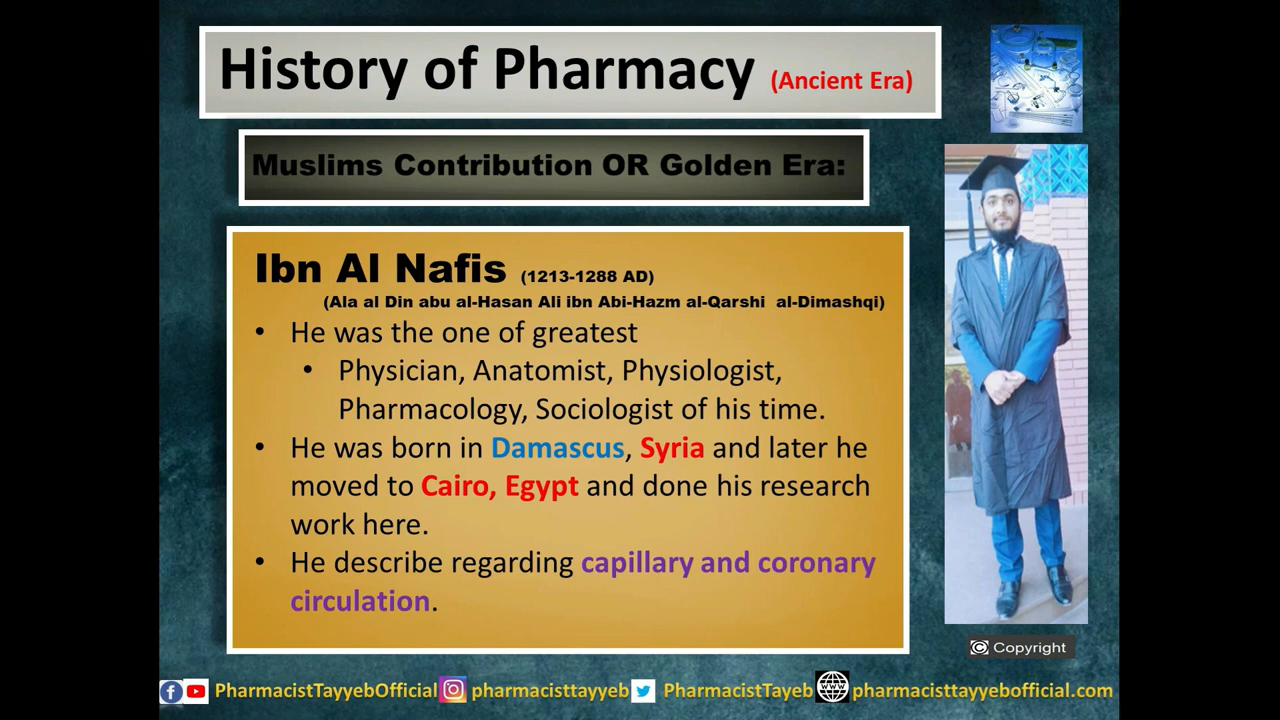 History of Pharmacy (Ancient Era)
Muslims Contribution OR Golden Era:
Ibn Al Nafis (1213-1288 AD)
(Ala al Din abu al-Hasan Ali ibn Abi-Hazm al-Qarshi al-Dimashqi)
• He was the one of greatest
• Physician, Anatomist, Physiologist,
Pharmacology, Sociologist of his time.
• He was born in Damascus, Syria and later he
moved to Cairo, Egypt and done his research
work here.
• He describe regarding capillary and coronary
circulation.
© Copyright
PharmacistTayyebOfficial pharmacisttayyeb PharmacistTayeb WWW pharmacisttayyebofficial.com